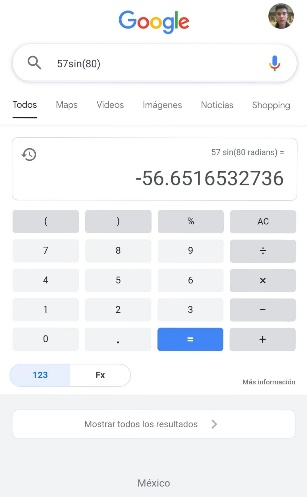 Google
57sin(80)
Todos Maps Videos Imágenes Noticias Shopping
57 sin(80 radians) =
-56.6516532736
( ) % AC
7 8 9 ÷
4 5 6 ×
1 2 3 −
0 . = +
123 Fx
Más información
Mostrar todos los resultados
México